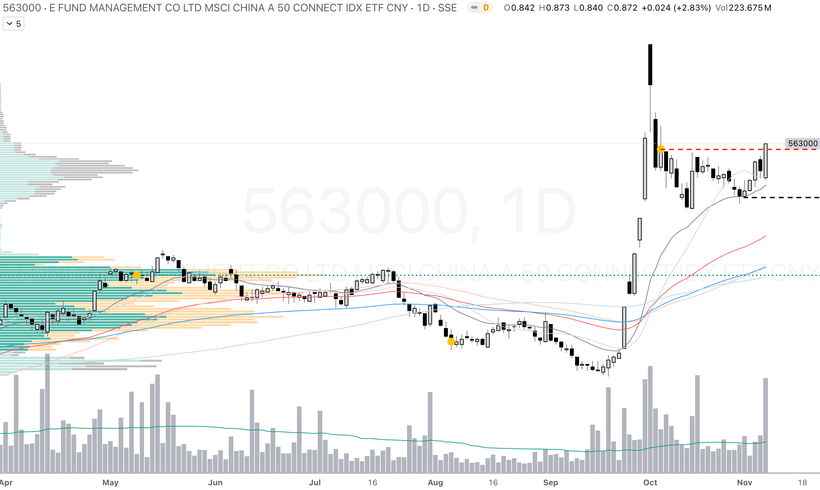 563000 · E FUND MANAGEMENT CO LTD MSCI CHINA A 50 CONNECT IDX ETF CNY · 1D · SSE D O0.842 H0.873 L0.840 C0.872 +0.024 (+2.83%) Vol223.675M
5
563000
563000, 1D
Apr May Jun Jul 16 Aug 16 Sep Oct Nov 18